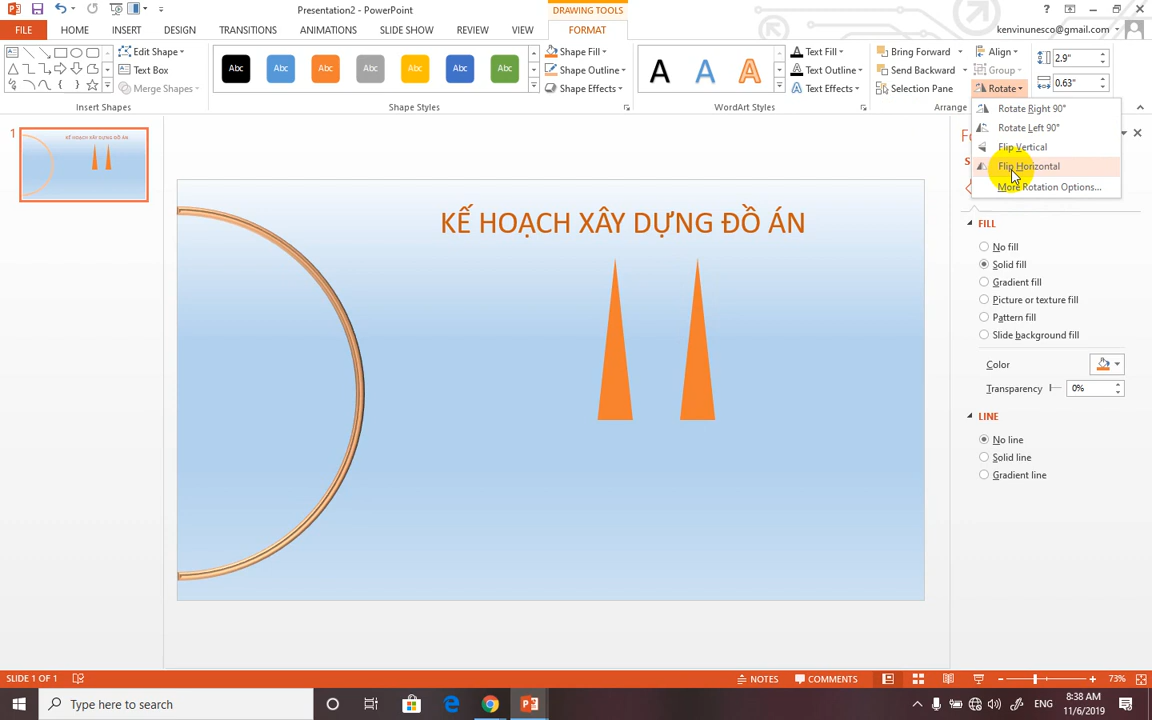 Presentation2 - PowerPoint
DRAWING TOOLS
?
FILE
HOME
INSERT
DESIGN
TRANSITIONS
ANIMATIONS
SLIDE SHOW
REVIEW
VIEW
FORMAT
kenvinunesco@gmail.com
Edit Shape
Text Box
Merge Shapes
Insert Shapes
Abc
Abc
Abc
Abc
Abc
Abc
Abc
Shape Fill
Shape Outline
Shape Effects
Shape Styles
A
A
A
Text Fill
Text Outline
Text Effects
WordArt Styles
Bring Forward
Send Backward
Selection Pane
Align
Group
Rotate
Arrange
2.9"
0.63"
Rotate Right 90°
Rotate Left 90°
Flip Vertical
Flip Horizontal
More Rotation Options...
1
KẾ HOẠCH XÂY DỰNG ĐỒ ÁN
KẾ HOẠCH XÂY DỰNG ĐỒ ÁN
FILL
No fill
Solid fill
Gradient fill
Picture or texture fill
Pattern fill
Slide background fill
Color
Transparency
0%
LINE
No line
Solid line
Gradient line
SLIDE 1 OF 1
NOTES
COMMENTS
73%
Type here to search
ENG
8:38 AM
11/6/2019